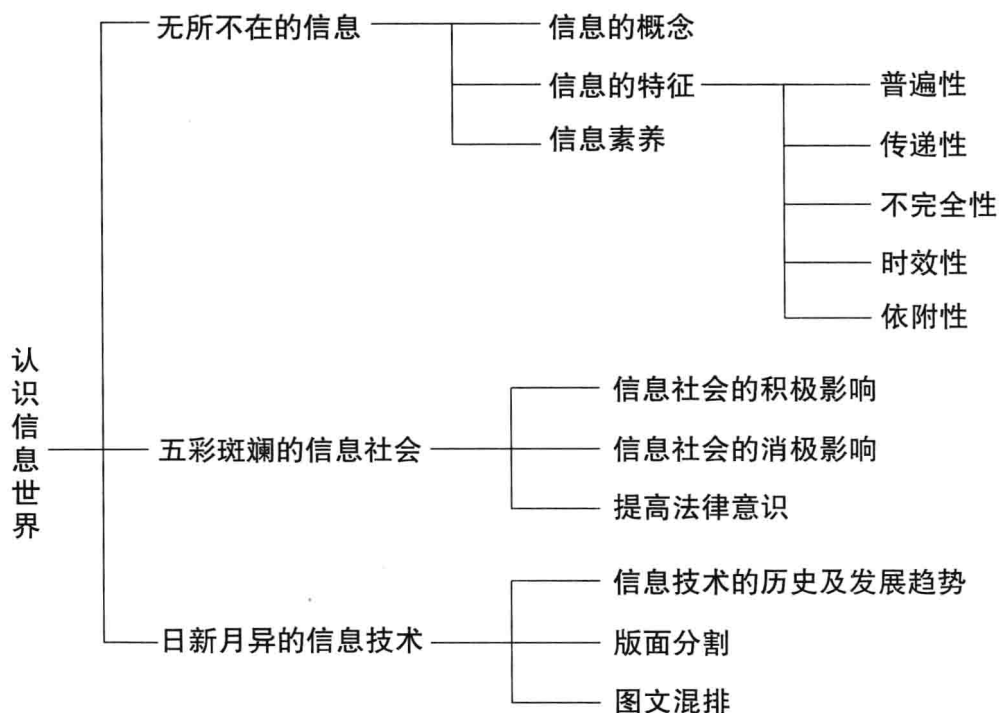 认识信息世界
无所不在的信息
信息的概念
信息的特征
普遍性
传递性
不完全性
时效性
依附性
信息素养
五彩斑斓的信息社会
信息社会的积极影响
信息社会的消极影响
提高法律意识
日新月异的信息技术
信息技术的历史及发展趋势
版面分割
图文混排